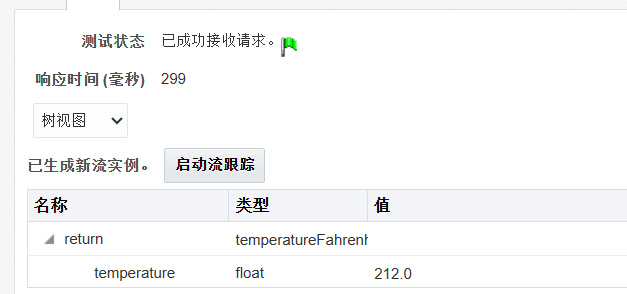 测试状态 已成功接收请求。
响应时间 (毫秒) 299
树视图
已生成新流实例。 启动流跟踪
名称 类型 值
return temperatureFahrenh
temperature float 212.0